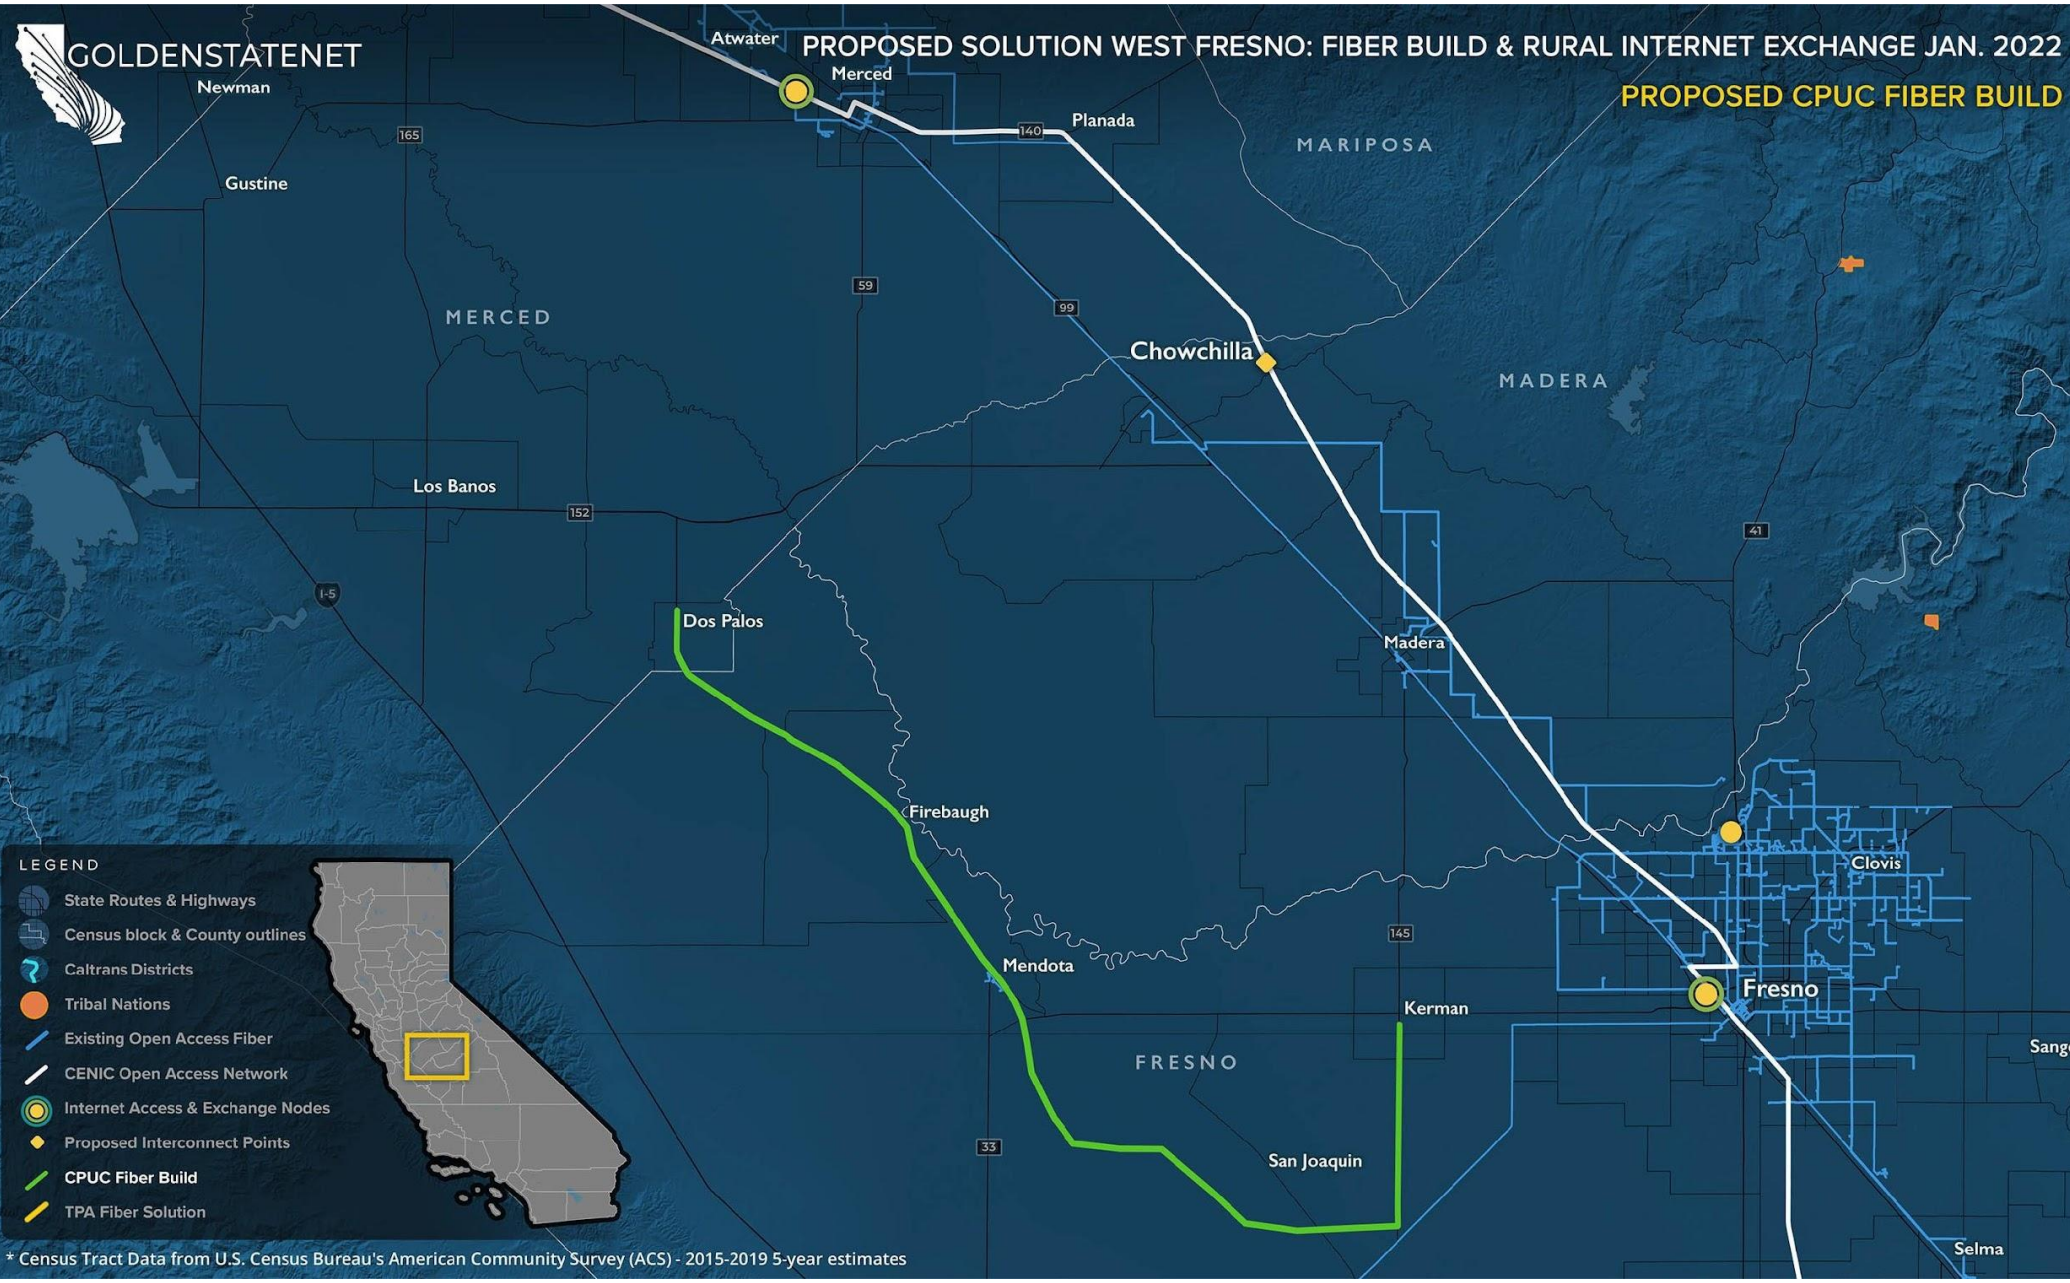 GOLDENSTATENET
PROPOSED SOLUTION WEST FRESNO: FIBER BUILD & RURAL INTERNET EXCHANGE JAN. 2022
PROPOSED CPUC FIBER BUILD
Atwater
Merced
Newman
Planada
140
165
MARIPOSA
Gustine
59
99
MERCED
Chowchilla
MADERA
Los Banos
152
41
I-5
Dos Palos
Madera
Firebaugh
Clovis
145
Mendota
Fresno
Kerman
Sange
FRESNO
33
San Joaquin
Selma
LEGEND
State Routes & Highways
Census block & County outlines
Caltrans Districts
Tribal Nations
Existing Open Access Fiber
CENIC Open Access Network
Internet Access & Exchange Nodes
Proposed Interconnect Points
CPUC Fiber Build
TPA Fiber Solution
* Census Tract Data from U.S. Census Bureau's American Community Survey (ACS) - 2015-2019 5-year estimates